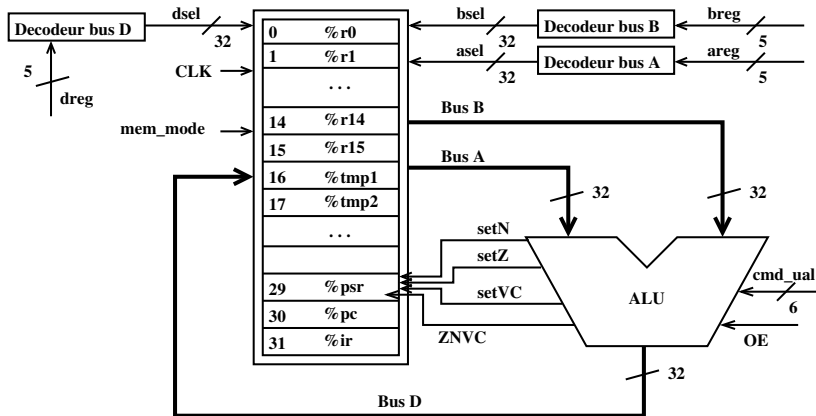 Decodeur bus D
dsel
32
5
dreg
CLK
mem_mode
0 %r0
1 %r1
...
14 %r14
15 %r15
16 %tmp1
17 %tmp2
...
29 %psr
30 %pc
31 %ir
bsel
32
Decodeur bus B
breg
5
asel
32
Decodeur bus A
areg
5
Bus B
Bus A
32
32
setN
setZ
setVC
ZNVC
ALU
cmd_ual
6
OE
32
Bus D